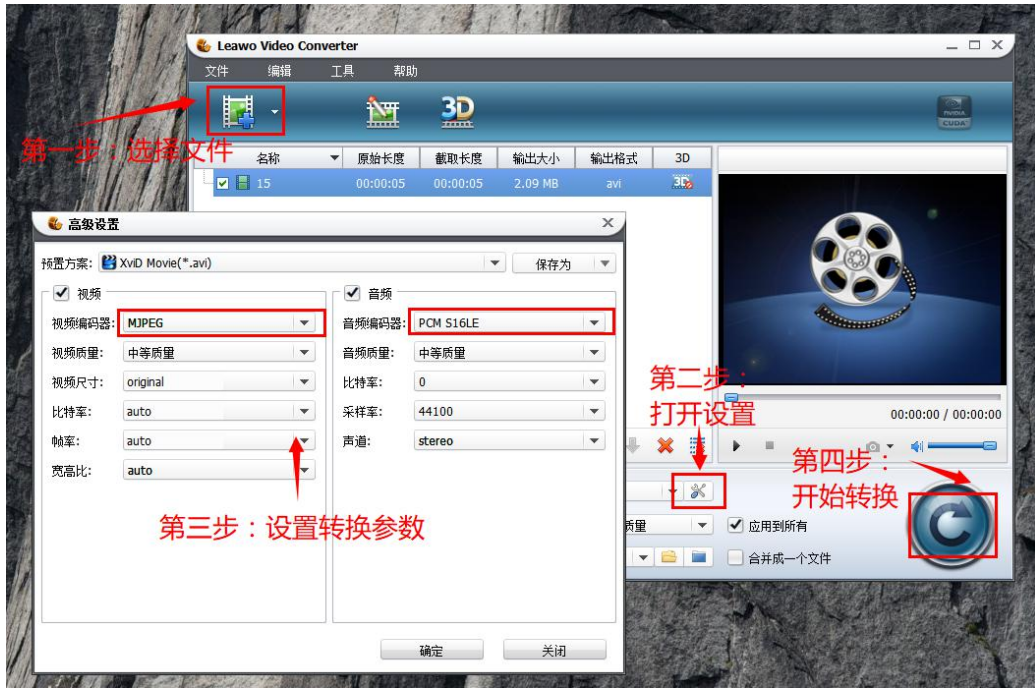 Leawo Video Converter
文件 编辑 工具 帮助
3D
NVIDIA
CUDA
第一步：选择文件
名称 原始长度 截取长度 输出大小 输出格式 3D
15 00:00:05 00:00:05 2.09 MB avi 3D
高级设置
预置方案: XviD Movie(*.avi) 保存为
视频
视频编码器: MJPEG
视频质量: 中等质量
视频尺寸: original
比特率: auto
帧率: auto
宽高比: auto
音频
音频编码器: PCM S16LE
音频质量: 中等质量
比特率: 0
采样率: 44100
声道: stereo
第三步：设置转换参数
确定 关闭
第二步：
打开设置
00:00:00 / 00:00:00
第四步：
开始转换
质量 应用到所有
合并成一个文件